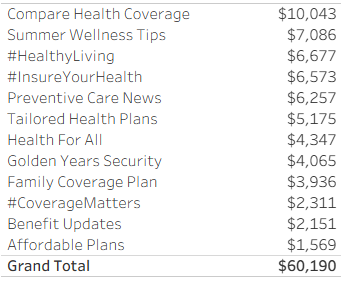 Compare Health Coverage $10,043
Summer Wellness Tips $7,086
#HealthyLiving $6,677
#InsureYourHealth $6,573
Preventive Care News $6,257
Tailored Health Plans $5,175
Health For All $4,347
Golden Years Security $4,065
Family Coverage Plan $3,936
#CoverageMatters $2,311
Benefit Updates $2,151
Affordable Plans $1,569
Grand Total $60,190